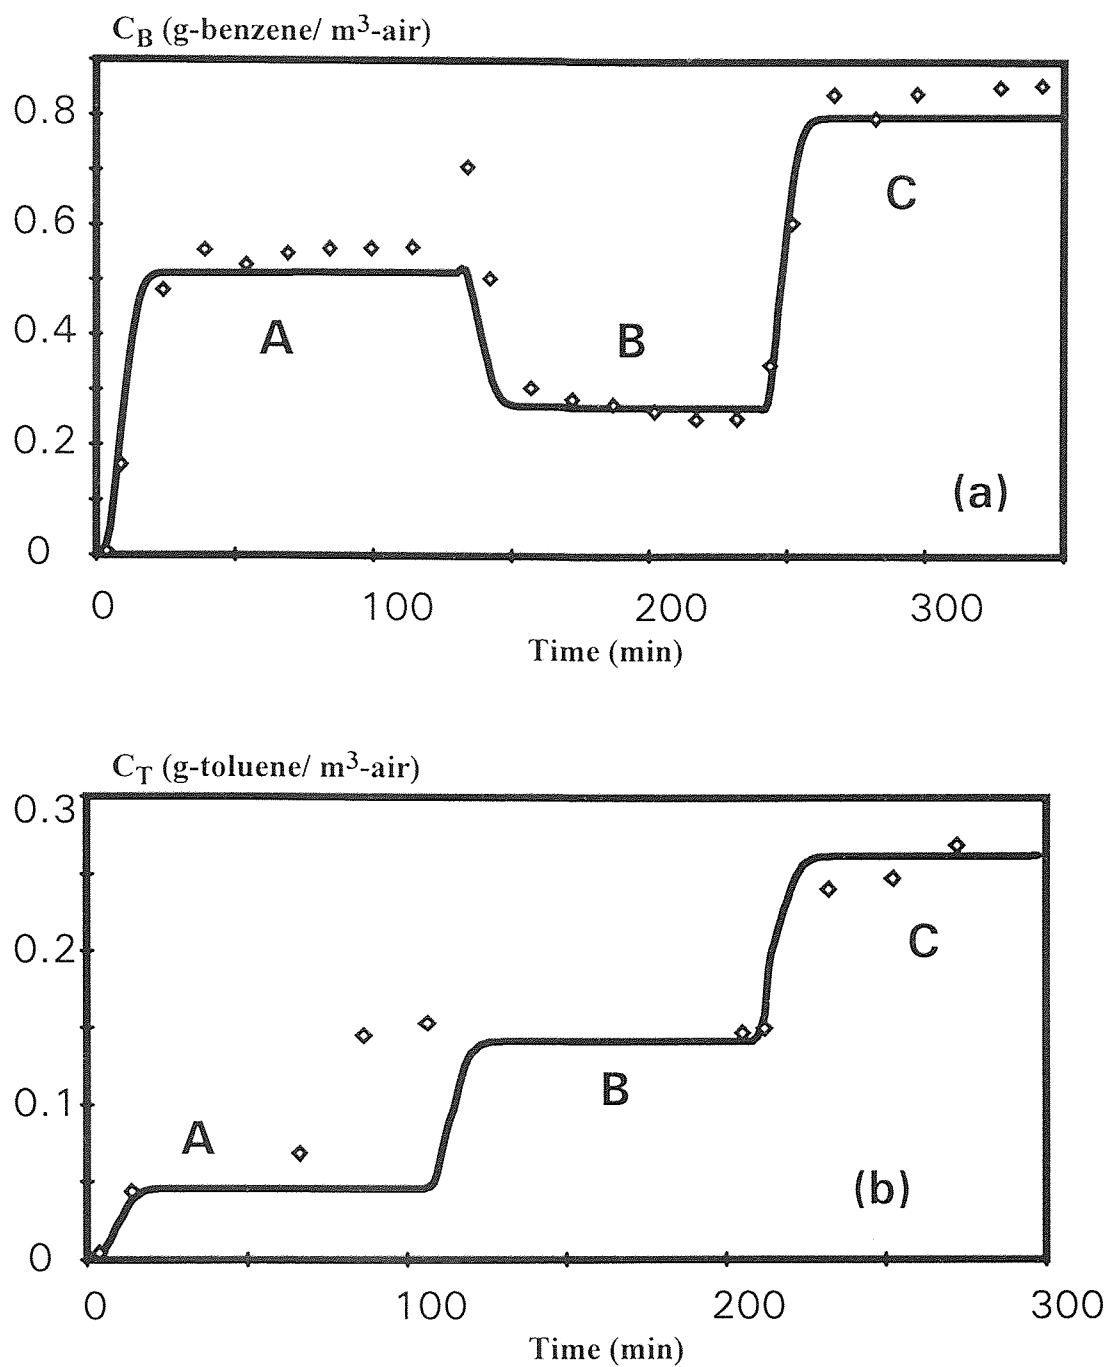 C_B (g-benzene/ m³-air)
0.8
0.6
0.4
0.2
0
A
B
C
(a)
0 100 200 300
Time (min)
C_T (g-toluene/ m³-air)
0.3
0.2
0.1
0
A
B
C
(b)
0 100 200 300
Time (min)